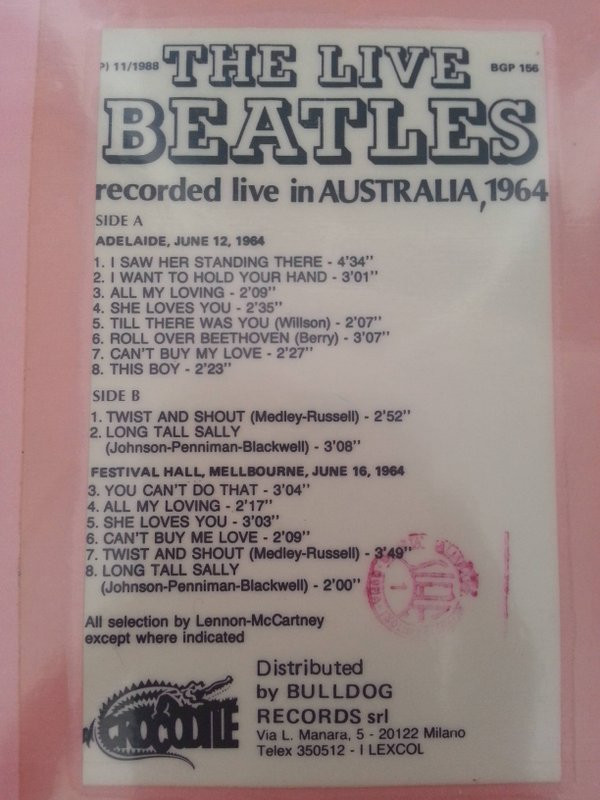 P) 11/1988 THE LIVE BGP 156
BEATLES
recorded live in AUSTRALIA, 1964
SIDE A
ADELAIDE, JUNE 12, 1964
1. I SAW HER STANDING THERE - 4'34"
2. I WANT TO HOLD YOUR HAND - 3'01"
3. ALL MY LOVING - 2'09"
4. SHE LOVES YOU - 2'35"
5. TILL THERE WAS YOU (Willson) - 2'07"
6. ROLL OVER BEETHOVEN (Berry) - 3'07"
7. CAN'T BUY MY LOVE - 2'27"
8. THIS BOY - 2'23"
SIDE B
1. TWIST AND SHOUT (Medley-Russell) - 2'52"
2. LONG TALL SALLY
(Johnson-Penniman-Blackwell) - 3'08"
FESTIVAL HALL, MELLBOURNE, JUNE 16, 1964
3. YOU CAN'T DO THAT - 3'04"
4. ALL MY LOVING - 2'17"
5. SHE LOVES YOU - 3'03"
6. CAN'T BUY ME LOVE - 2'09"
7. TWIST AND SHOUT (Medley-Russell) - 3'49"
8. LONG TALL SALLY
(Johnson-Penniman-Blackwell) - 2'00"
All selection by Lennon-McCartney
except where indicated
CROCODILE
Distributed
by BULLDOG
RECORDS srl
Via L. Manara, 5 - 20122 Milano
Telex 350512 - I LEXCOL